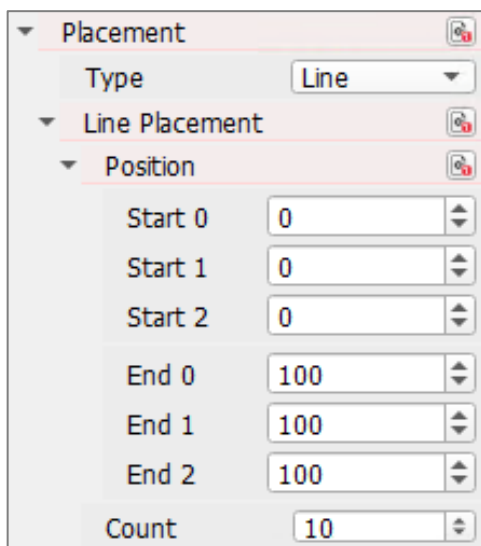 Placement
Type Line
Line Placement
Position
Start 0 0
Start 1 0
Start 2 0
End 0 100
End 1 100
End 2 100
Count 10